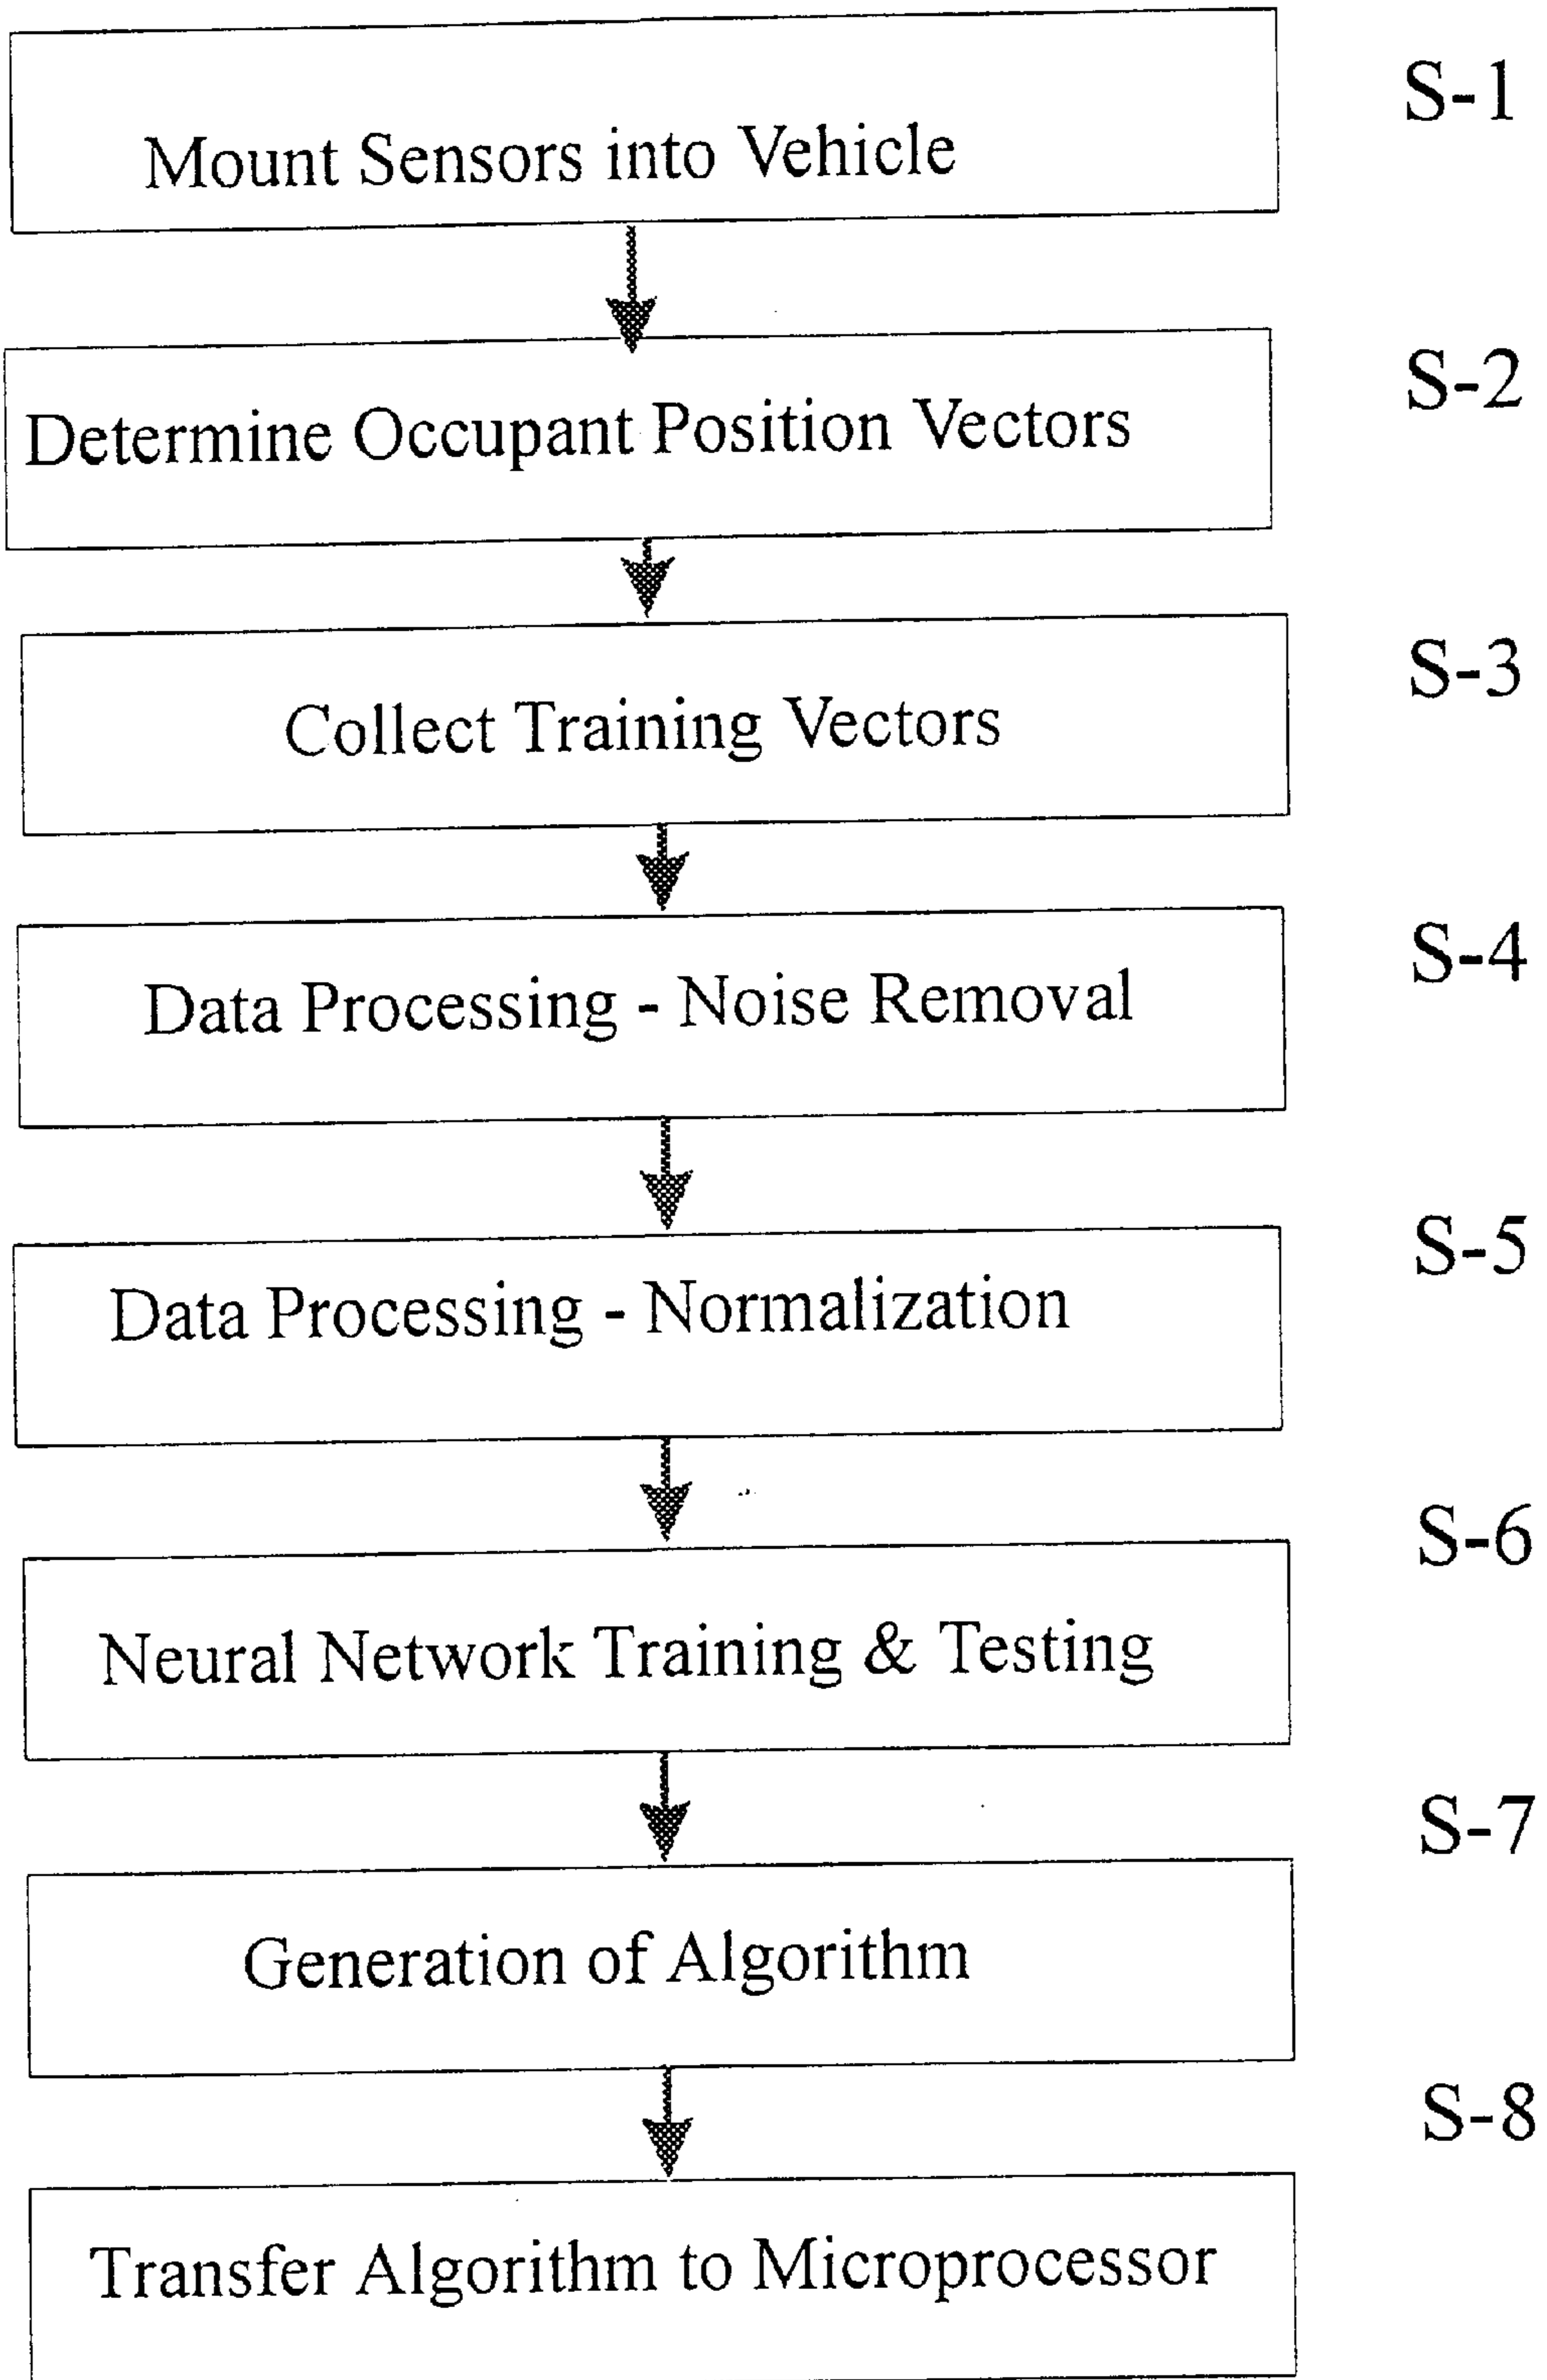 S-1
Mount Sensors into Vehicle
S-2
Determine Occupant Position Vectors
S-3
Collect Training Vectors
S-4
Data Processing - Noise Removal
S-5
Data Processing - Normalization
S-6
Neural Network Training & Testing
S-7
Generation of Algorithm
S-8
Transfer Algorithm to Microprocessor